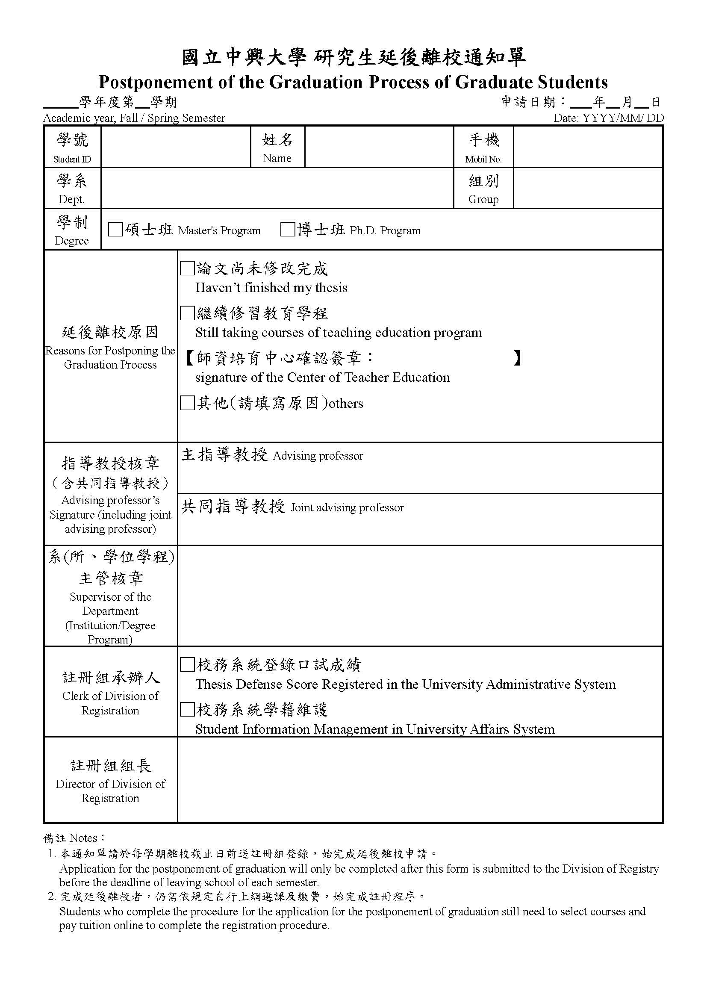 國立中興大學 研究生延後離校通知單
Postponement of the Graduation Process of Graduate Students
_____學年度第__學期
申請日期：___年__月__日
Academic year, Fall / Spring Semester
Date: YYYY/MM/ DD
學號
Student ID
姓名
Name
手機
Mobil No.
學系
Dept.
組別
Group
學制
Degree
□碩士班 Master's Program □博士班 Ph.D. Program
延後離校原因
Reasons for Postponing the
Graduation Process
□論文尚未修改完成
Haven’t finished my thesis
□繼續修習教育學程
Still taking courses of teaching education program
【師資培育中心確認簽章： 】
signature of the Center of Teacher Education
□其他(請填寫原因)others
指導教授核章
（含共同指導教授）
Advising professor’s
Signature (including joint
advising professor)
主指導教授 Advising professor
共同指導教授 Joint advising professor
系(所、學位學程)
主管核章
Supervisor of the
Department
(Institution/Degree
Program)
註冊組承辦人
Clerk of Division of
Registration
□校務系統登錄口試成績
Thesis Defense Score Registered in the University Administrative System
□校務系統學籍維護
Student Information Management in University Affairs System
註冊組組長
Director of Division of
Registration
備註 Notes：
1. 本通知單請於每學期離校截止日前送註冊組登錄，始完成延後離校申請。
Application for the postponement of graduation will only be completed after this form is submitted to the Division of Registry
before the deadline of leaving school of each semester.
2. 完成延後離校者，仍需依規定自行上網選課及繳費，始完成註冊程序。
Students who complete the procedure for the application for the postponement of graduation still need to select courses and
pay tuition online to complete the registration procedure.